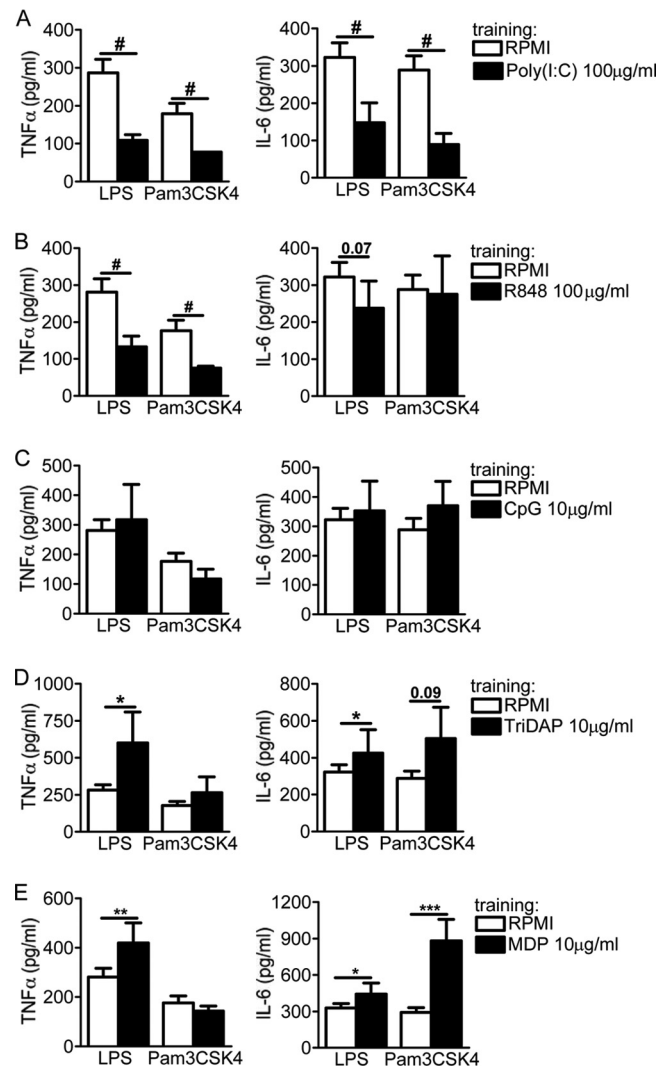 A
TNFα (pg/ml)
400
300
200
100
0
#
#
LPS Pam3CSK4
IL-6 (pg/ml)
400
300
200
100
0
#
#
LPS Pam3CSK4
training:
RPMI
Poly(I:C) 100µg/ml
B
TNFα (pg/ml)
400
300
200
100
0
#
#
LPS Pam3CSK4
IL-6 (pg/ml)
400
300
200
100
0
0.07
LPS Pam3CSK4
training:
RPMI
R848 100µg/ml
C
TNFα (pg/ml)
500
400
300
200
100
0
LPS Pam3CSK4
IL-6 (pg/ml)
500
400
300
200
100
0
LPS Pam3CSK4
training:
RPMI
CpG 10µg/ml
D
TNFα (pg/ml)
1000
750
500
250
0
*
LPS Pam3CSK4
IL-6 (pg/ml)
800
600
400
200
0
*
0.09
LPS Pam3CSK4
training:
RPMI
TriDAP 10µg/ml
E
TNFα (pg/ml)
600
400
200
0
**
LPS Pam3CSK4
IL-6 (pg/ml)
1200
900
600
300
0
*
***
LPS Pam3CSK4
training:
RPMI
MDP 10µg/ml